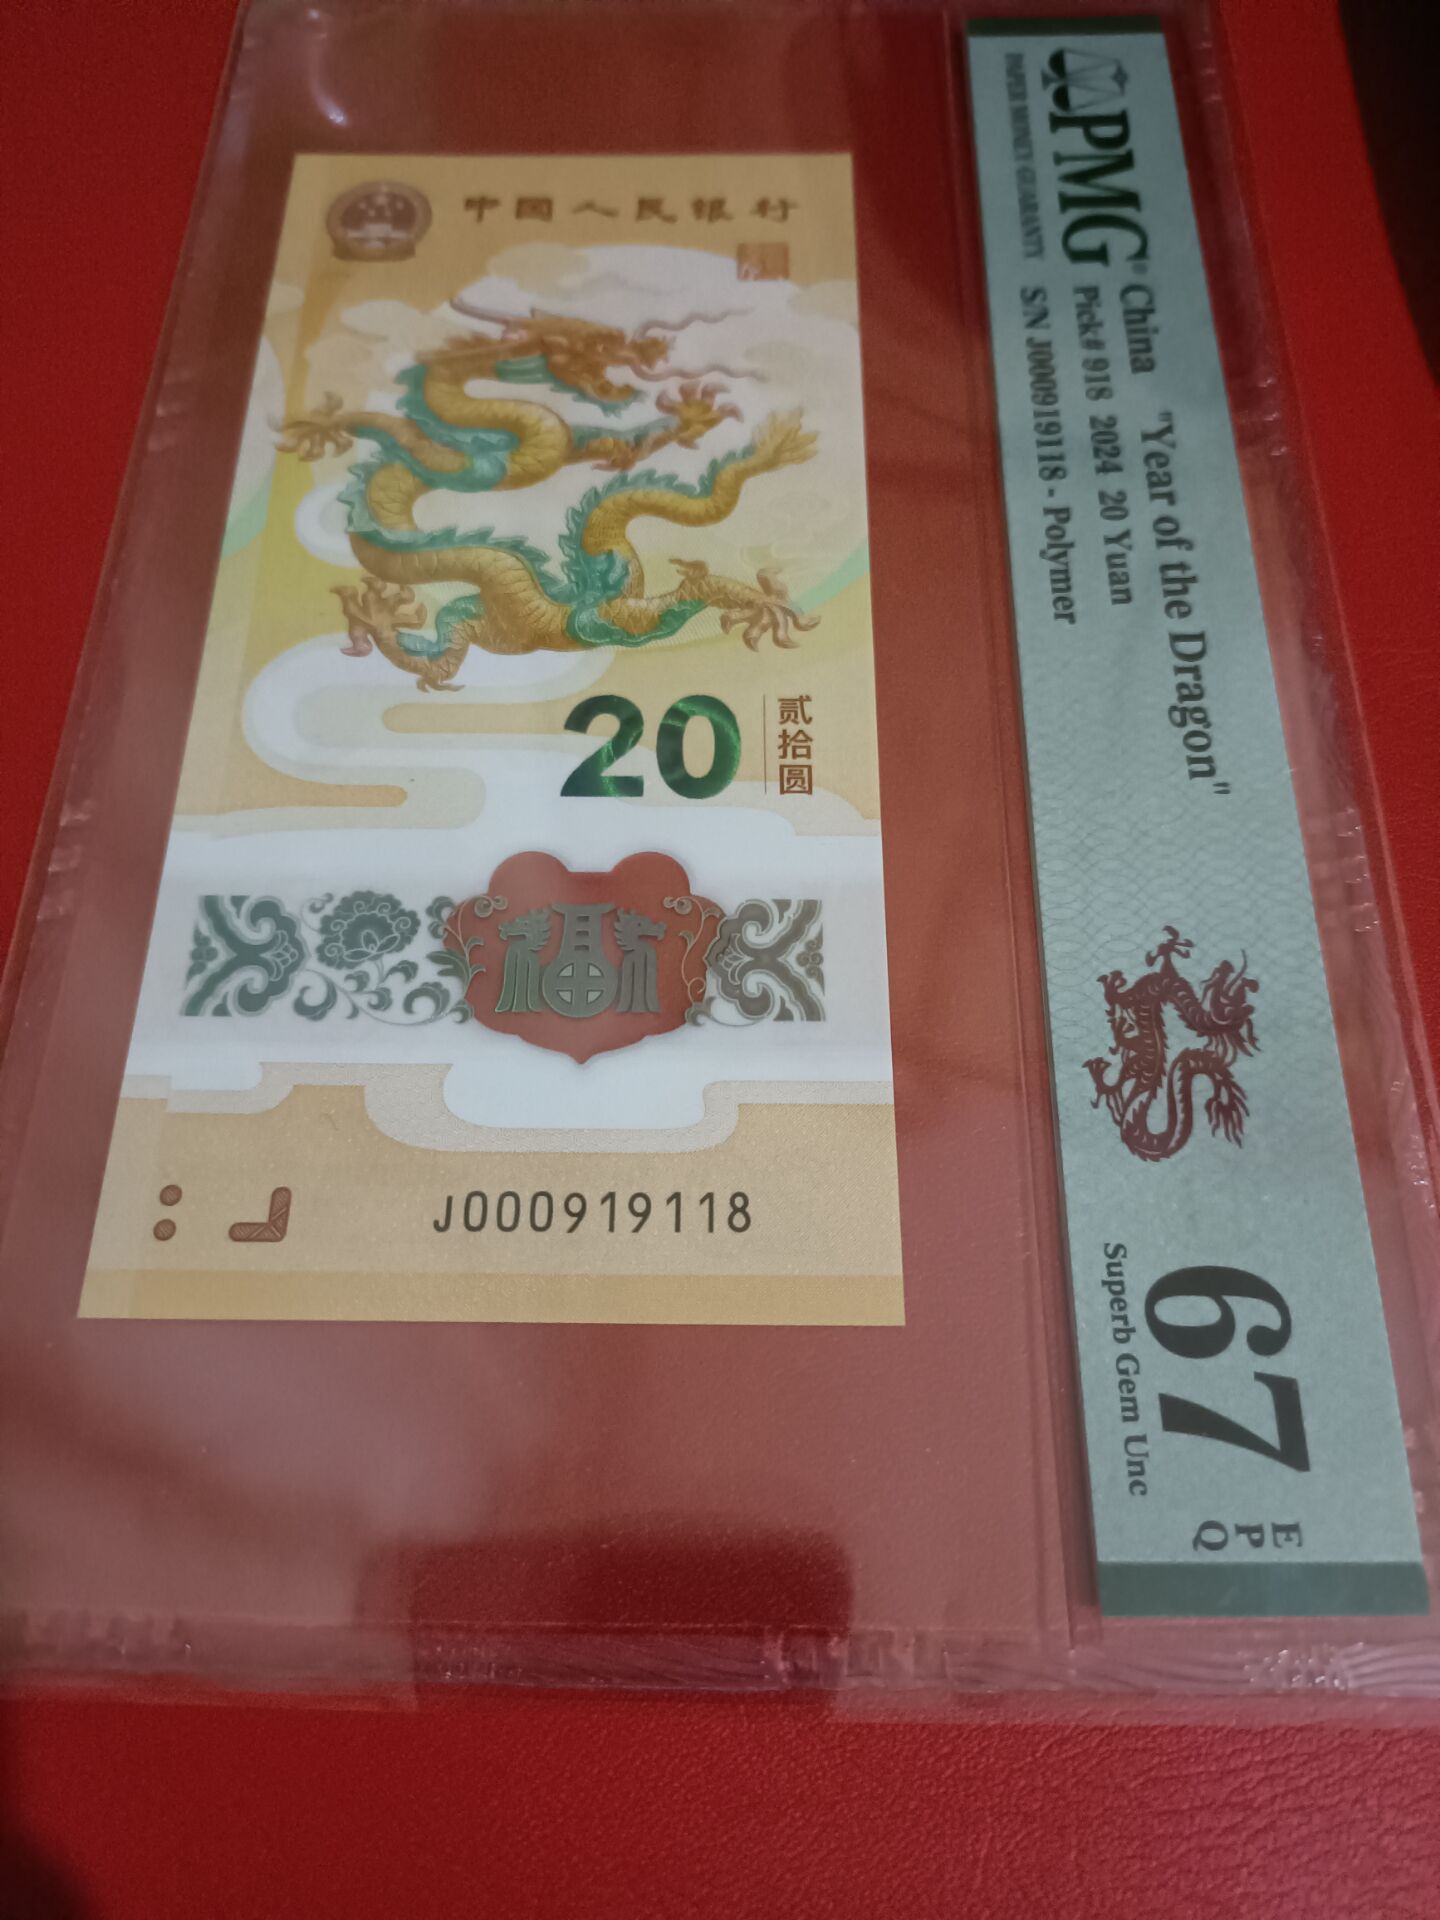 中国人民银行
20
贰拾圆
福
J000919118
PMG®
PAPER MONEY GUARANTY
China "Year of the Dragon"
Pick# 918 2024 20 Yuan
S/N J000919118 - Polymer
67 EPQ
Superb Gem Unc